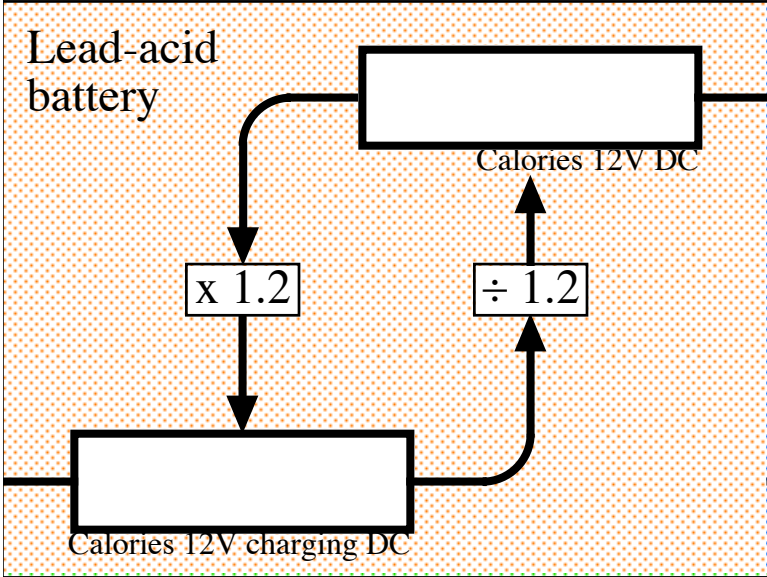 Lead-acid
battery
Calories 12V DC
x 1.2
÷ 1.2
Calories 12V charging DC